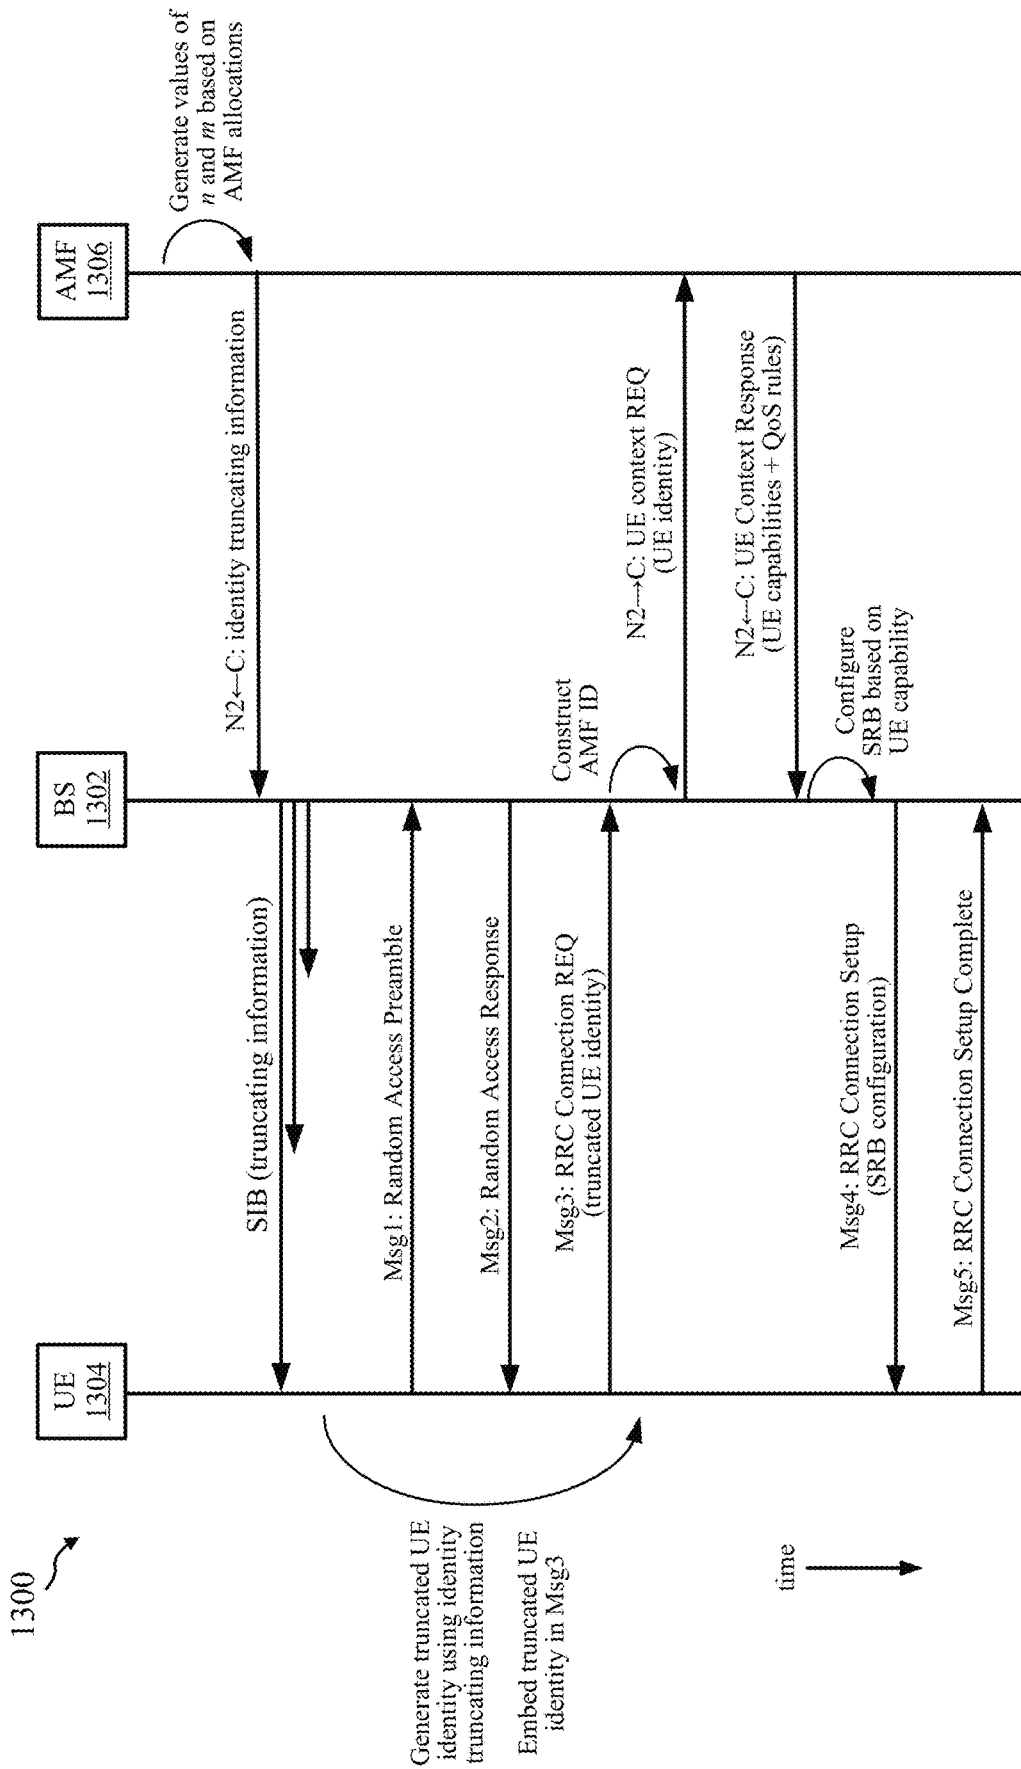 1300
UE
1304
BS
1302
AMF
1306
Generate values of
n and m based on
AMF allocations
N2←C: identity truncating information
SIB (truncating information)
Generate truncated UE
identity using identity
truncating information
Embed truncated UE
identity in Msg3
Msg1: Random Access Preamble
Msg2: Random Access Response
Msg3: RRC Connection REQ
(truncated UE identity)
Construct
AMF ID
N2→C: UE context REQ
(UE identity)
N2←C: UE Context Response
(UE capabilities + QoS rules)
Configure
SRB based on
UE capability
Msg4: RRC Connection Setup
(SRB configuration)
Msg5: RRC Connection Setup Complete
time